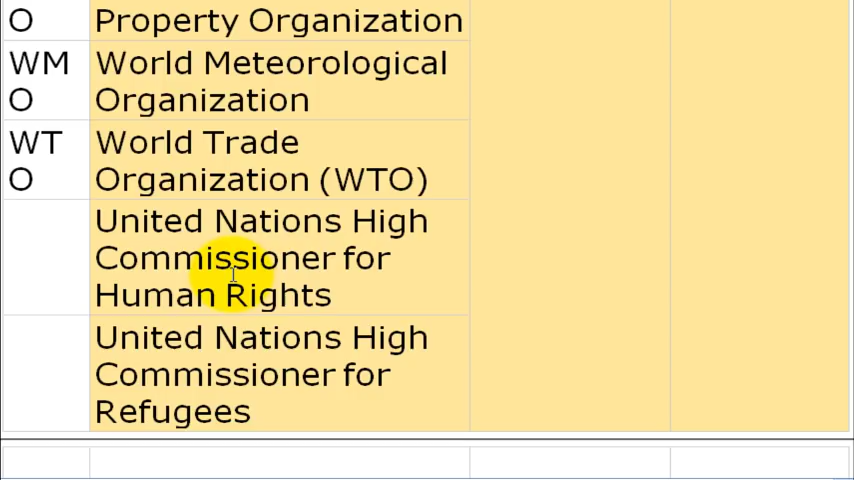 O
Property Organization
WM
O
World Meteorological
Organization
WT
O
World Trade
Organization (WTO)
United Nations High
Commissioner for
Human Rights
United Nations High
Commissioner for
Refugees